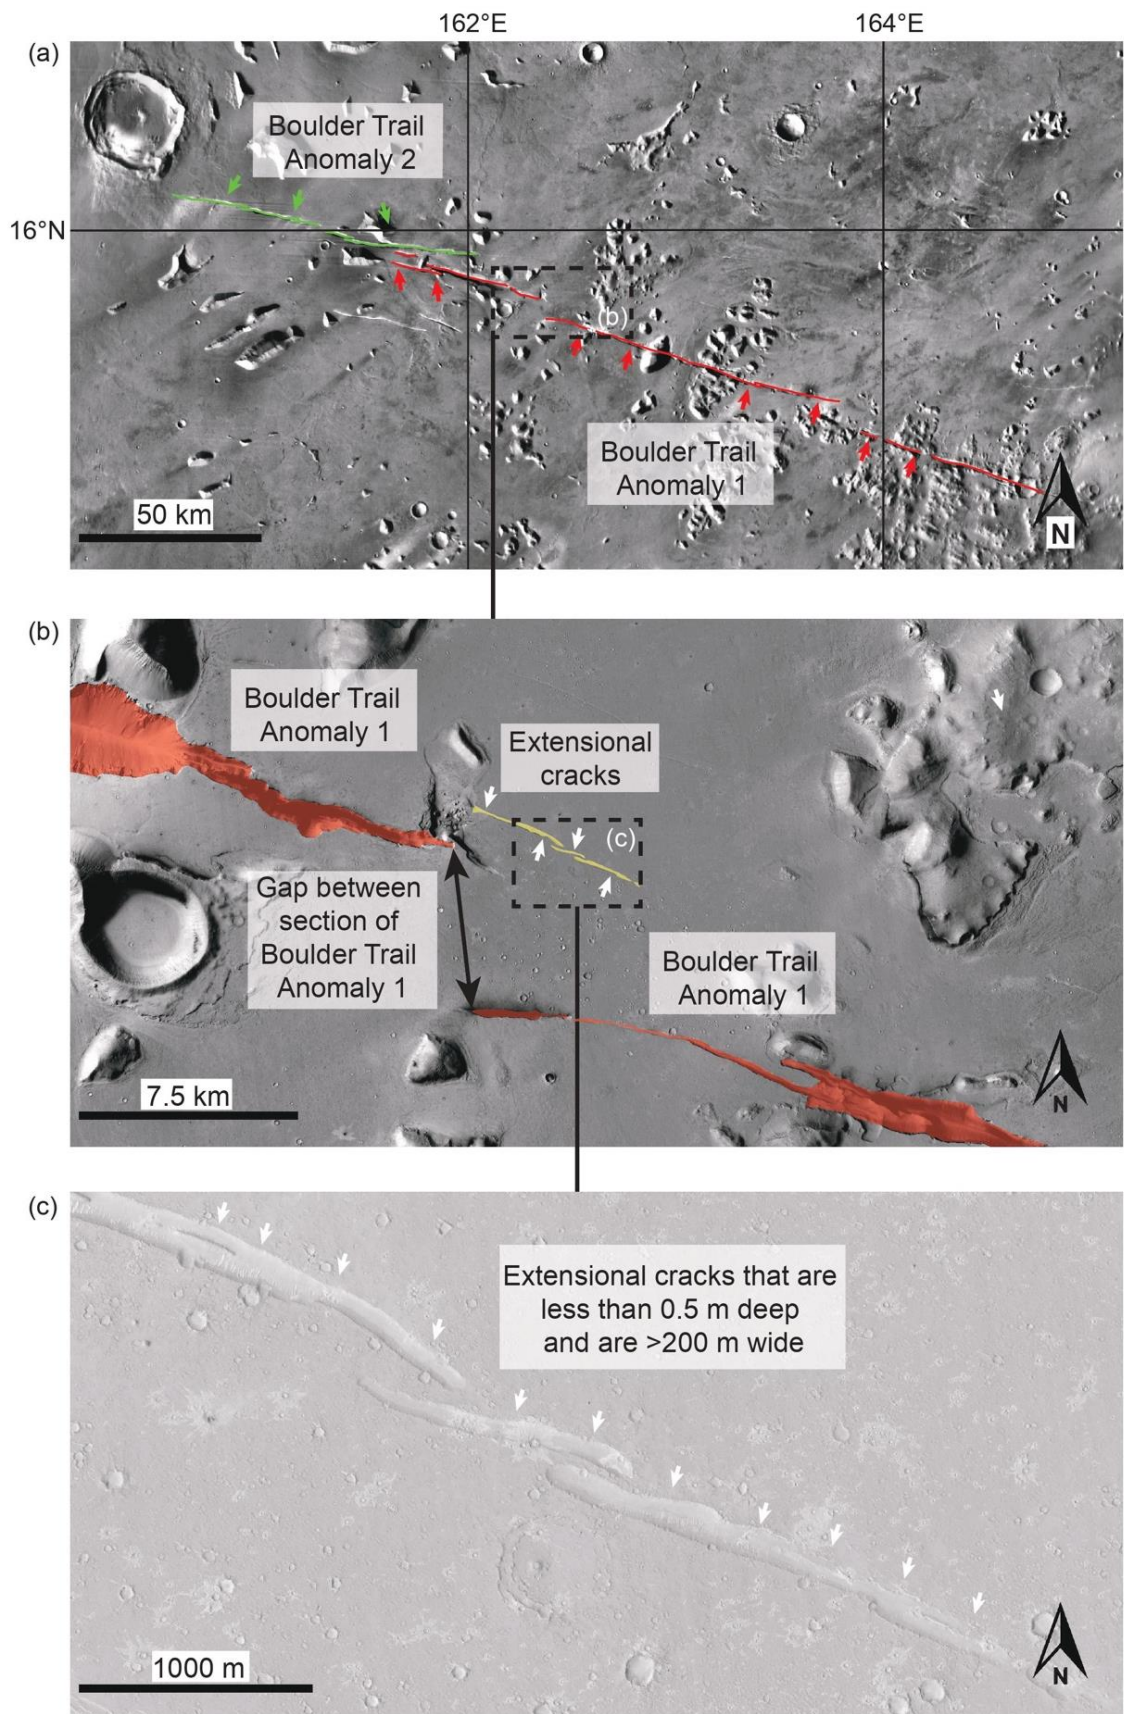 162°E
164°E
(a)
Boulder Trail
Anomaly 2
16°N
(b)
Boulder Trail
Anomaly 1
50 km
N
(b)
Boulder Trail
Anomaly 1
Extensional
cracks
(c)
Gap between
section of
Boulder Trail
Anomaly 1
Boulder Trail
Anomaly 1
7.5 km
N
(c)
Extensional cracks that are
less than 0.5 m deep
and are >200 m wide
1000 m
N